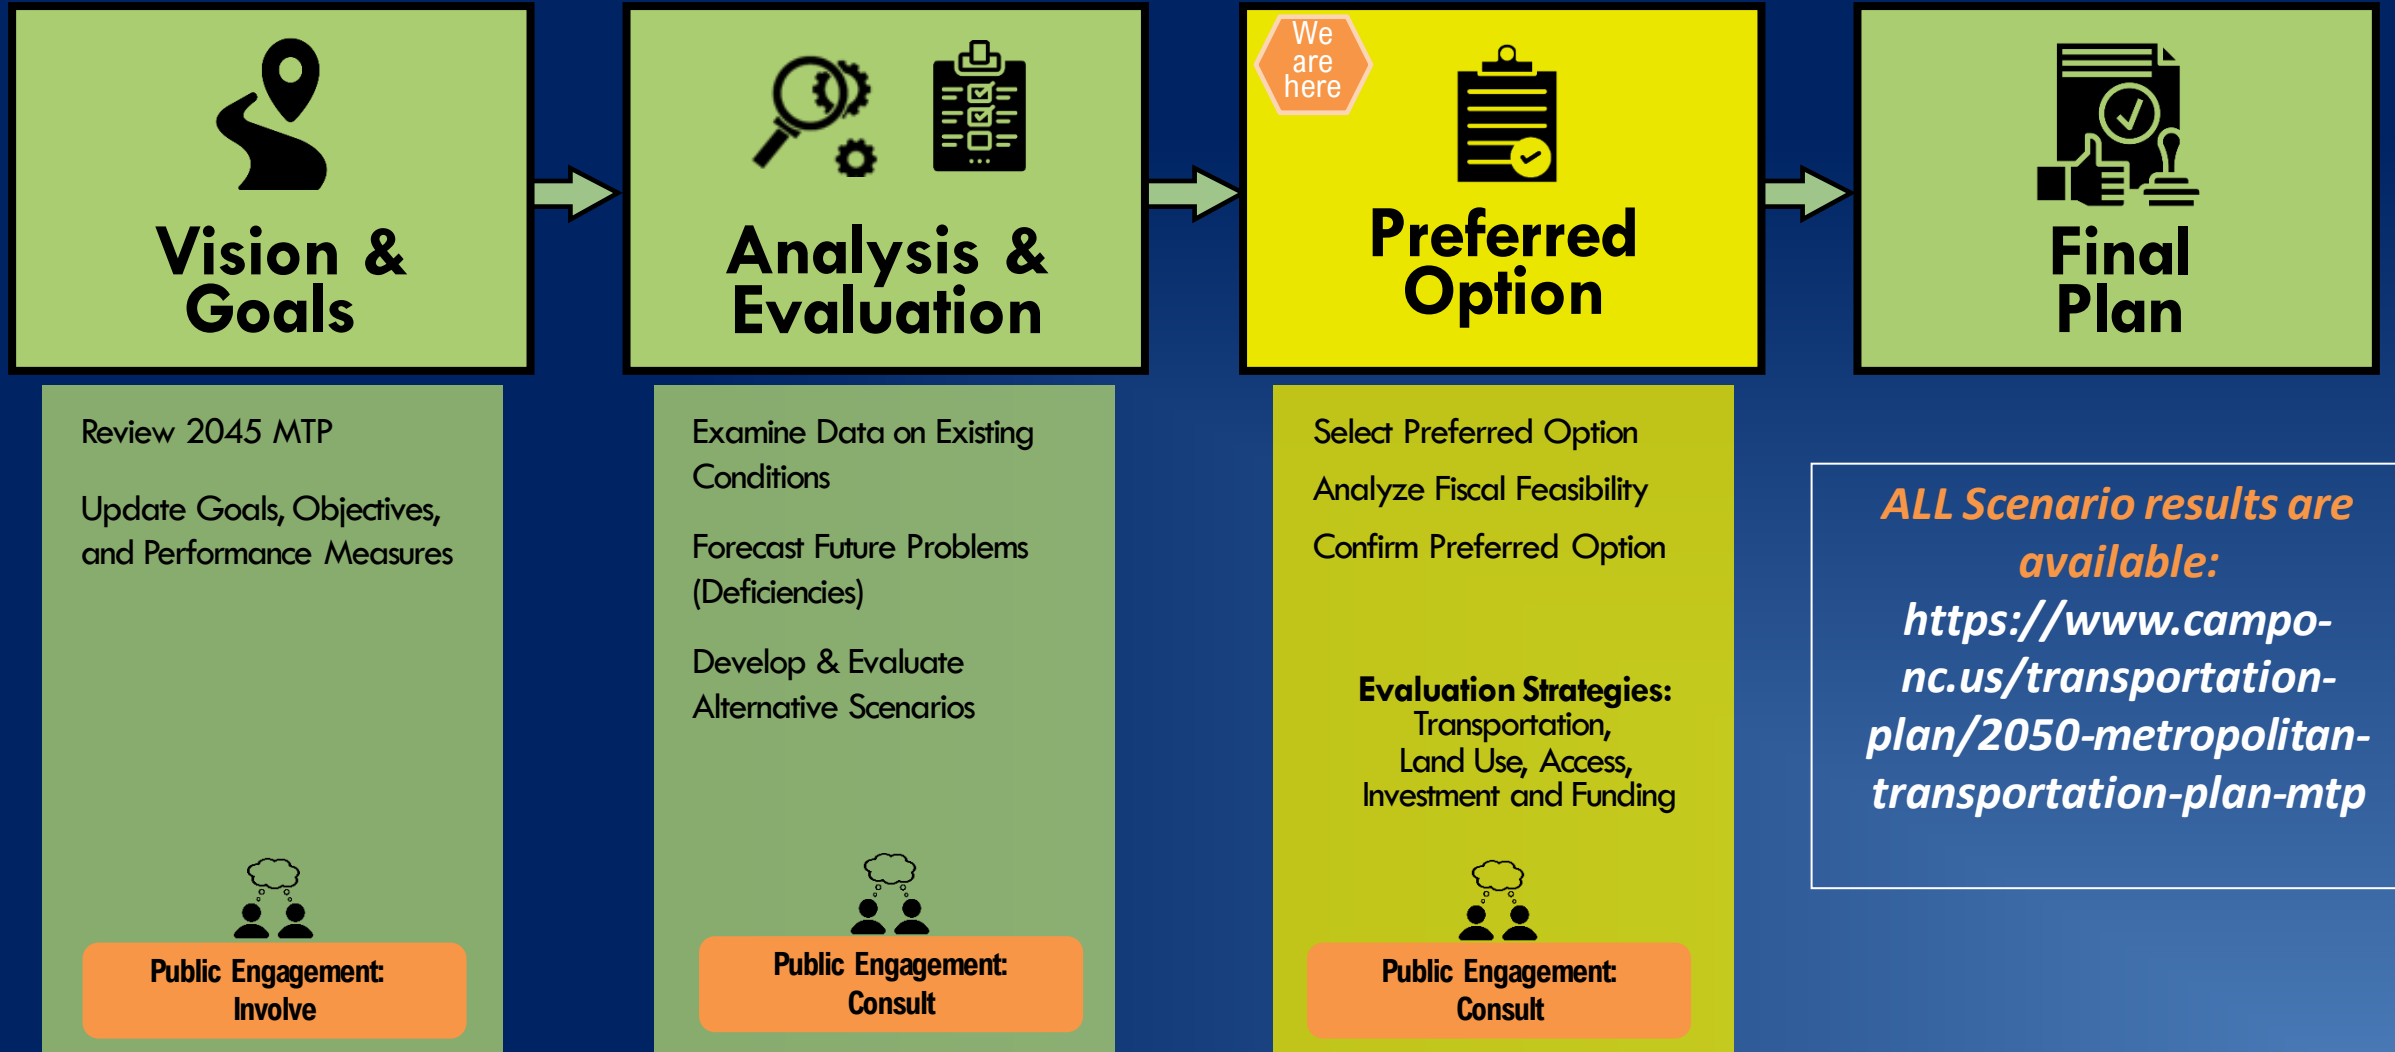 Vision &
Goals
Review 2045 MTP
Update Goals, Objectives,
and Performance Measures
Public Engagement:
Involve
Analysis &
Evaluation
Examine Data on Existing
Conditions
Forecast Future Problems
(Deficiencies)
Develop & Evaluate
Alternative Scenarios
Public Engagement:
Consult
We
are
here
Preferred
Option
Select Preferred Option
Analyze Fiscal Feasibility
Confirm Preferred Option
Evaluation Strategies:
Transportation,
Land Use, Access,
Investment and Funding
Public Engagement:
Consult
Final
Plan
ALL Scenario results are
available:
https://www.campo-
nc.us/transportation-
plan/2050-metropolitan-
transportation-plan-mtp